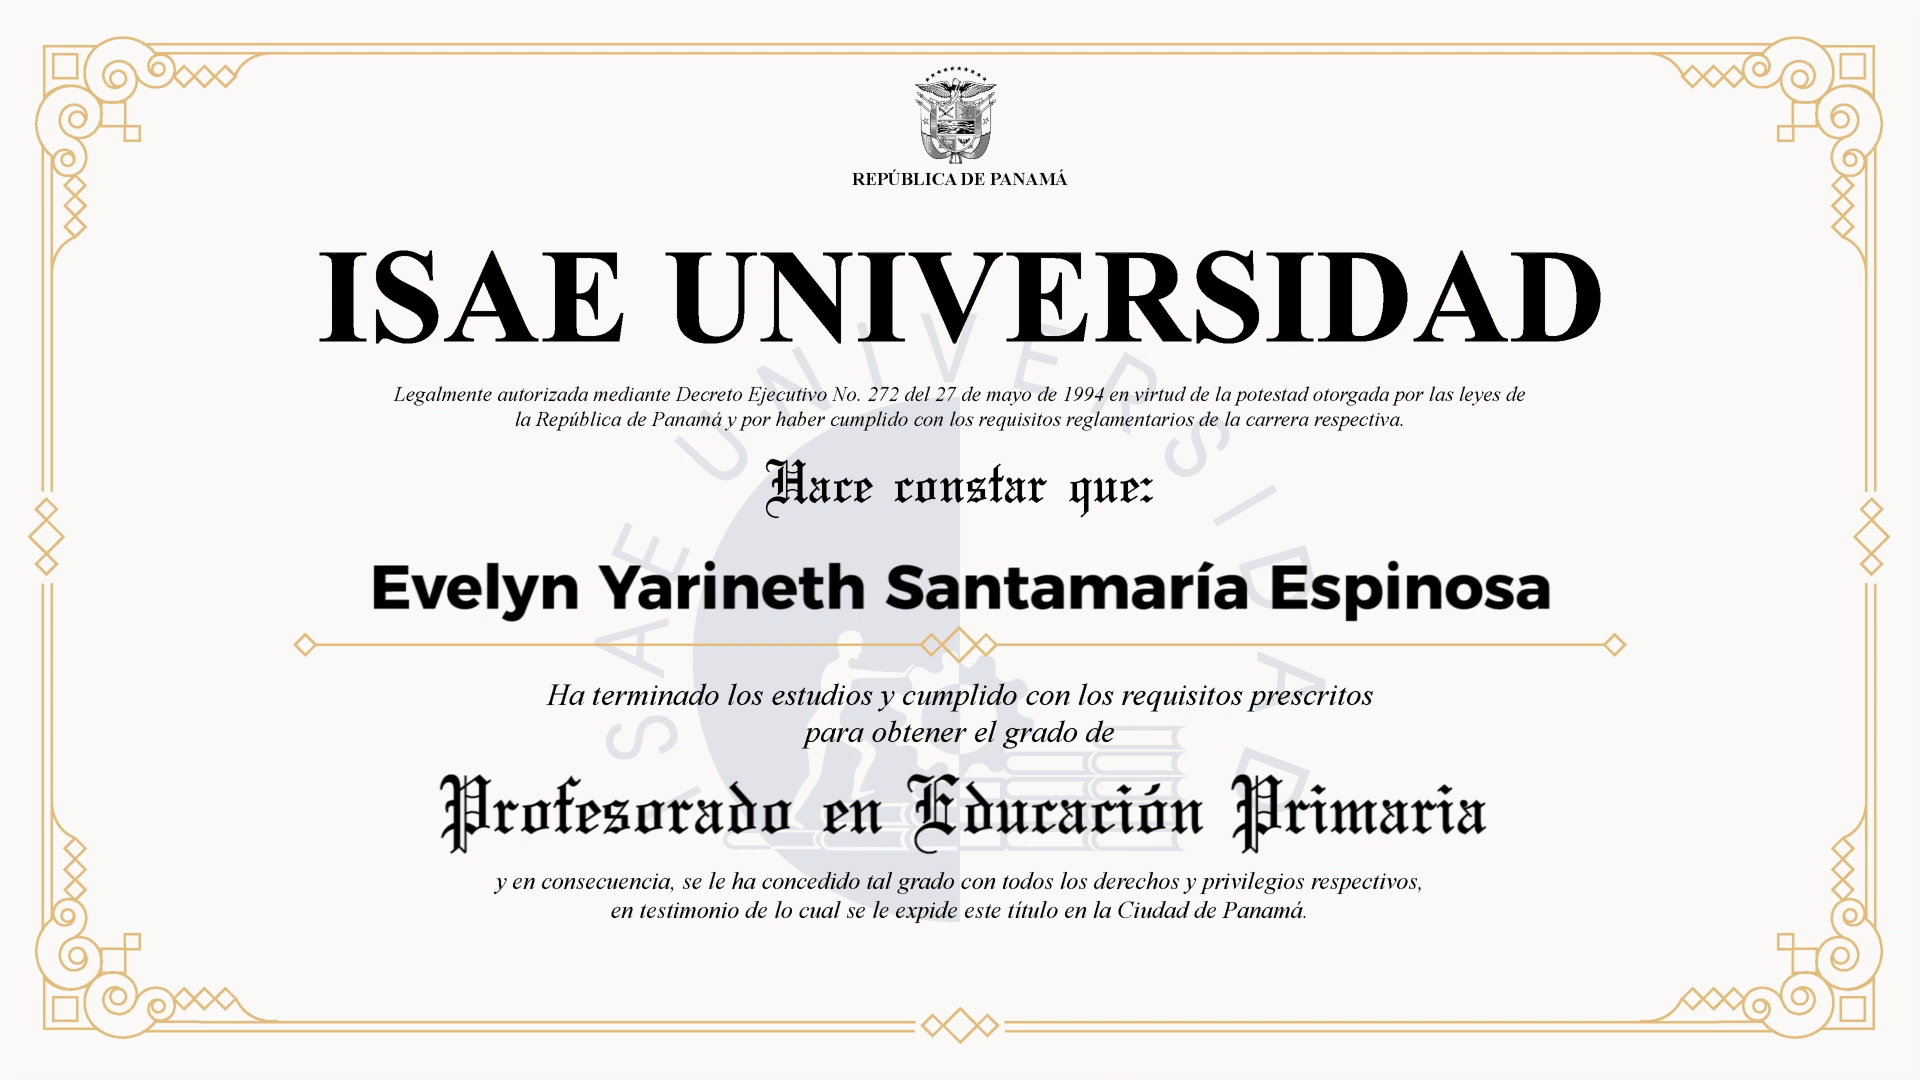 REPÚBLICA DE PANAMÁ
ISAE UNIVERSIDAD
Legalmente autorizada mediante Decreto Ejecutivo No. 272 del 27 de mayo de 1994 en virtud de la potestad otorgada por las leyes de
la República de Panamá y por haber cumplido con los requisitos reglamentarios de la carrera respectiva.
Hace constar que:
Evelyn Yarineth Santamaría Espinosa
Ha terminado los estudios y cumplido con los requisitos prescritos
para obtener el grado de
Profesorado en Educación Primaria
y en consecuencia, se le ha concedido tal grado con todos los derechos y privilegios respectivos,
en testimonio de lo cual se le expide este título en la Ciudad de Panamá.
ISAE UNIVERSIDAD